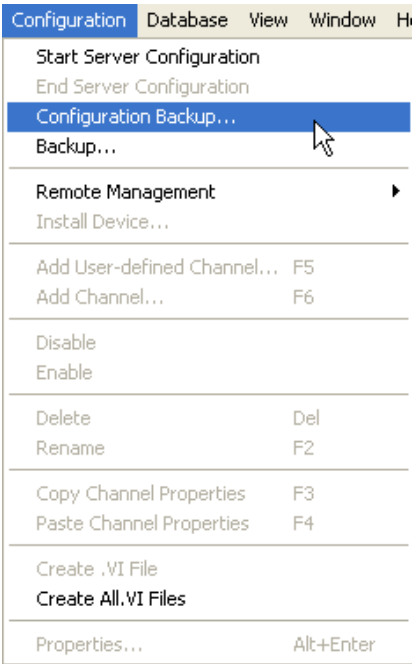 Configuration Database View Window
Start Server Configuration
End Server Configuration
Configuration Backup...
Backup...
Remote Management
Install Device...
Add User-defined Channel... F5
Add Channel... F6
Disable
Enable
Delete Del
Rename F2
Copy Channel Properties F3
Paste Channel Properties F4
Create .VI File
Create All.VI Files
Properties... Alt+Enter